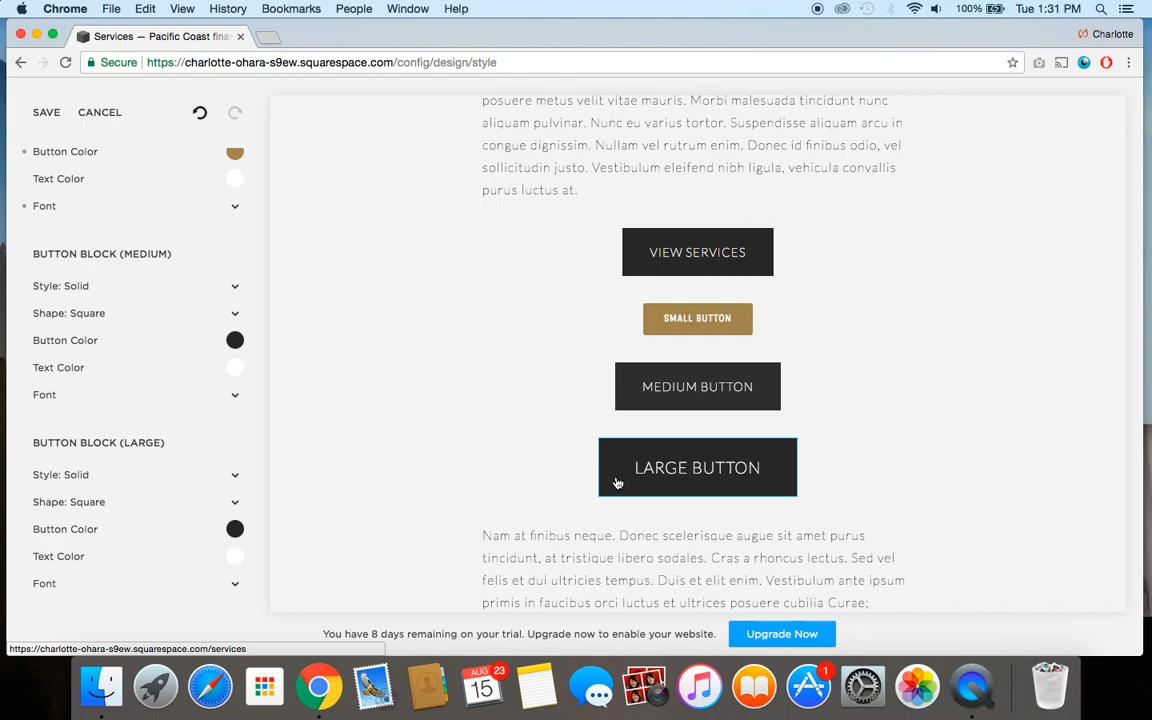 Chrome File Edit View History Bookmarks People Window Help 100% Tue 1:31 PM
Services — Pacific Coast fina Charlotte
Secure https://charlotte-ohara-s9ew.squarespace.com/config/design/style
SAVE CANCEL
Button Color
Text Color
Font
BUTTON BLOCK (MEDIUM)
Style: Solid
Shape: Square
Button Color
Text Color
Font
BUTTON BLOCK (LARGE)
Style: Solid
Shape: Square
Button Color
Text Color
Font
posuere metus velit vitae mauris. Morbi malesuada tincidunt nunc
aliquam pulvinar. Nunc eu varius tortor. Suspendisse aliquam arcu in
congue dignissim. Nullam vel rutrum enim. Donec id finibus odio, vel
sollicitudin justo. Vestibulum eleifend nibh ligula, vehicula convallis
purus luctus at.
VIEW SERVICES
SMALL BUTTON
MEDIUM BUTTON
LARGE BUTTON
Nam at finibus neque. Donec scelerisque augue sit amet purus
tincidunt, at tristique libero sodales. Cras a rhoncus lectus. Sed vel
felis et dui ultricies tempus. Duis et elit enim. Vestibulum ante ipsum
primis in faucibus orci luctus et ultrices posuere cubilia Curae;
You have 8 days remaining on your trial. Upgrade now to enable your website. Upgrade Now
https://charlotte-ohara-s9ew.squarespace.com/services
AUG 23
15
1